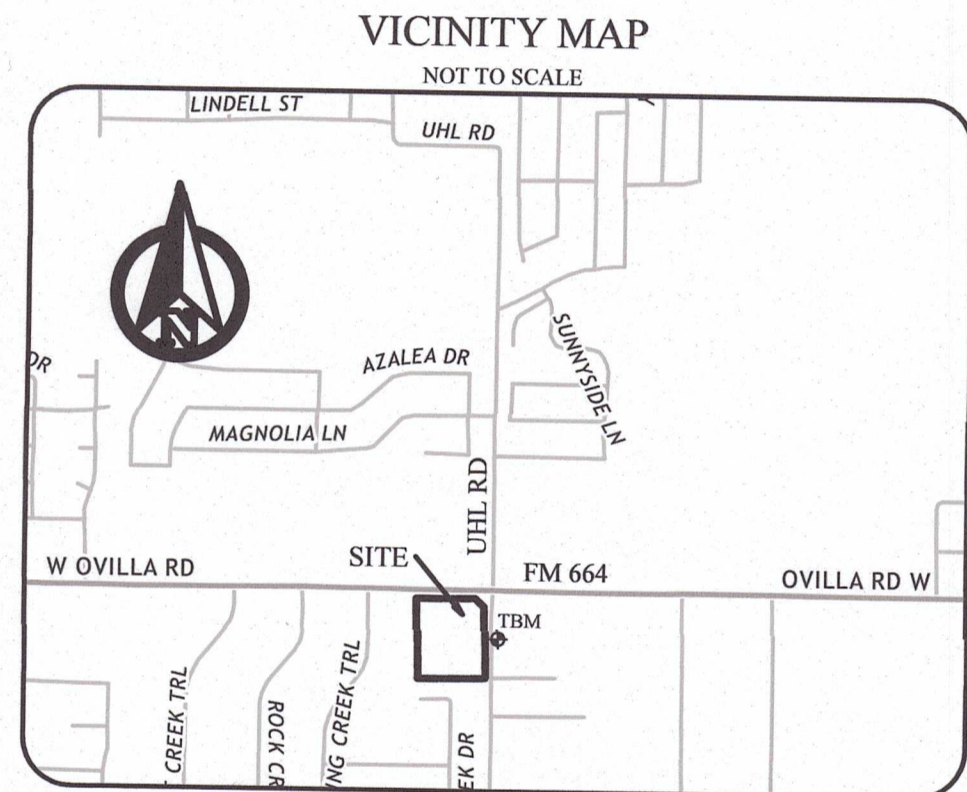 VICINITY MAP
NOT TO SCALE
LINDELL ST
UHL RD
N
SUNNYSIDE LN
DR
AZALEA DR
MAGNOLIA LN
UHL RD
SITE
W OVILLA RD
FM 664
OVILLA RD W
TBM
CREEK TRL
ROCK CR
NG CREEK TRL
EK DR